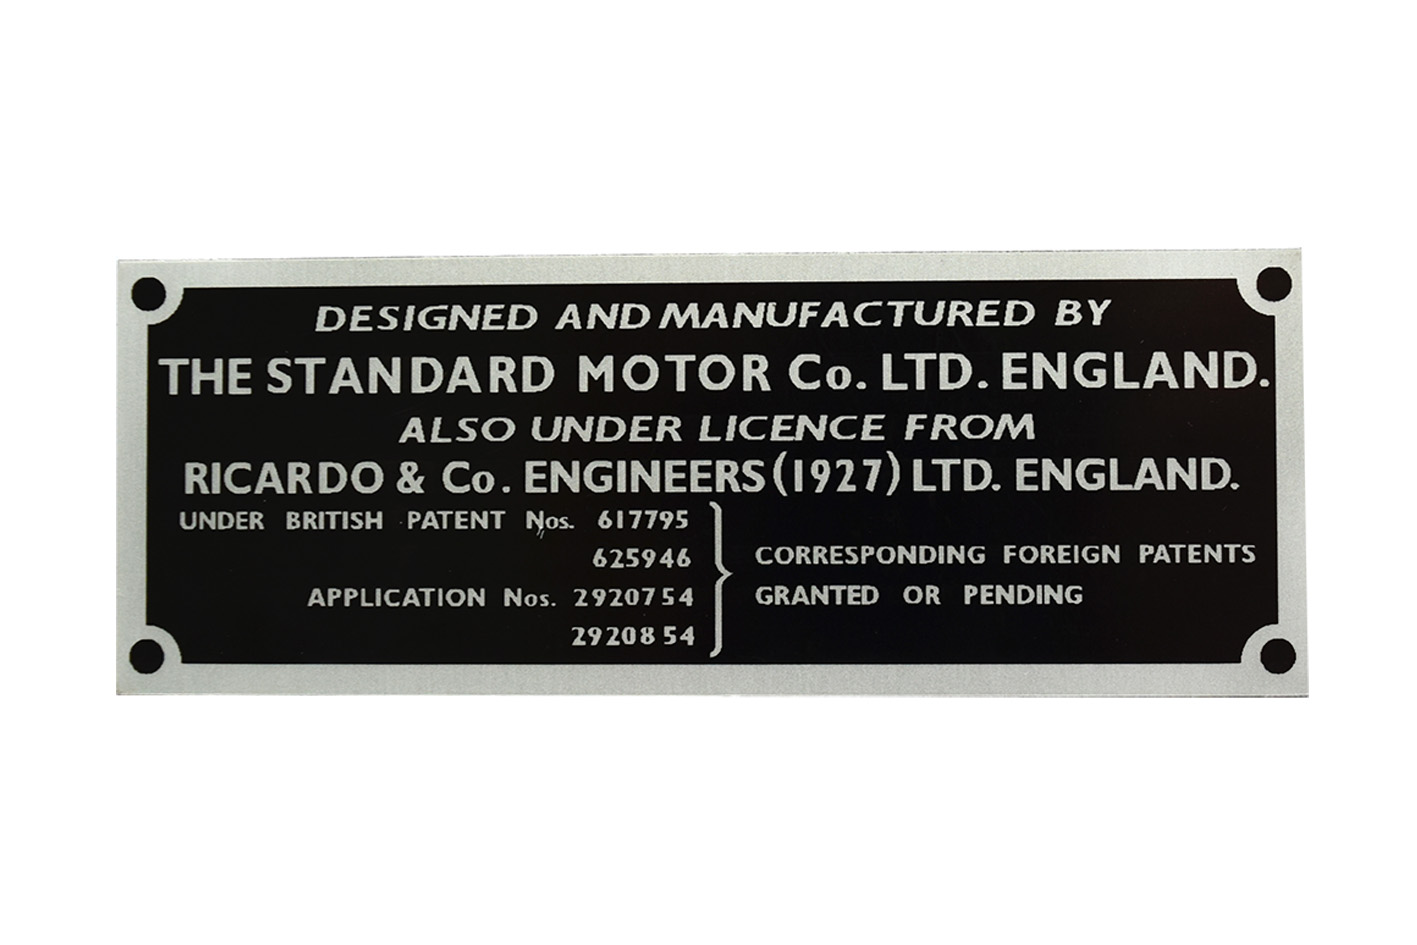 DESIGNED AND MANUFACTURED BY
THE STANDARD MOTOR Co. LTD. ENGLAND.
ALSO UNDER LICENCE FROM
RICARDO & Co. ENGINEERS (1927) LTD. ENGLAND.
UNDER BRITISH PATENT Nos. 617795
625946
APPLICATION Nos. 2920754
2920854
CORRESPONDING FOREIGN PATENTS
GRANTED OR PENDING